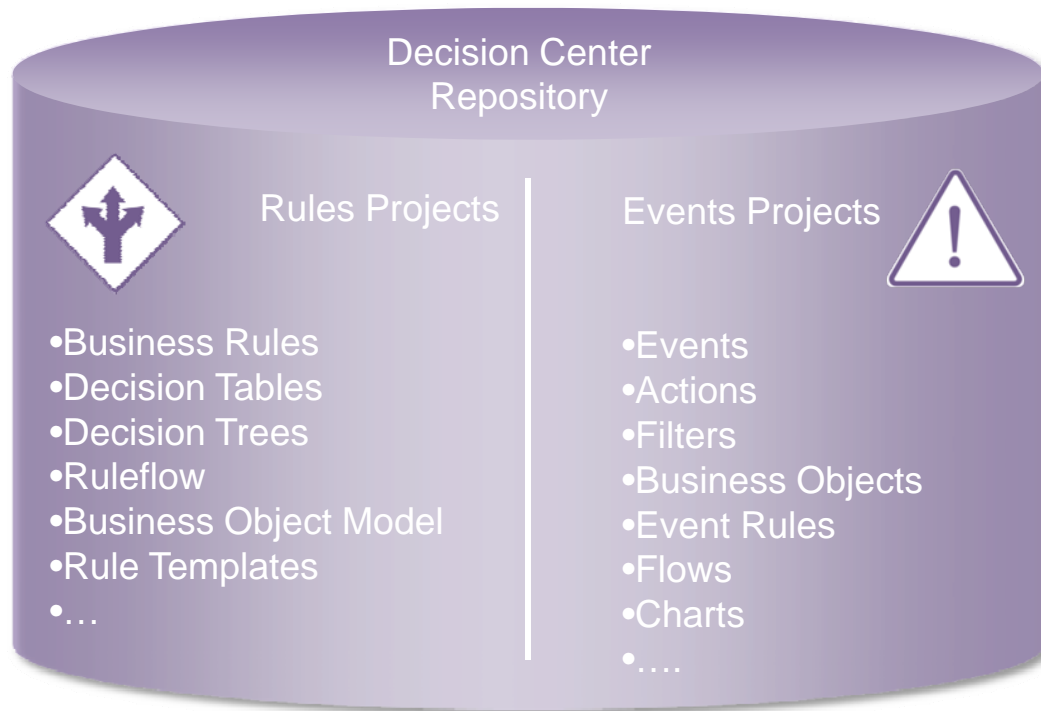 Decision Center
Repository
Rules Projects
•Business Rules
•Decision Tables
•Decision Trees
•Ruleflow
•Business Object Model
•Rule Templates
•…
Events Projects
•Events
•Actions
•Filters
•Business Objects
•Event Rules
•Flows
•Charts
•….